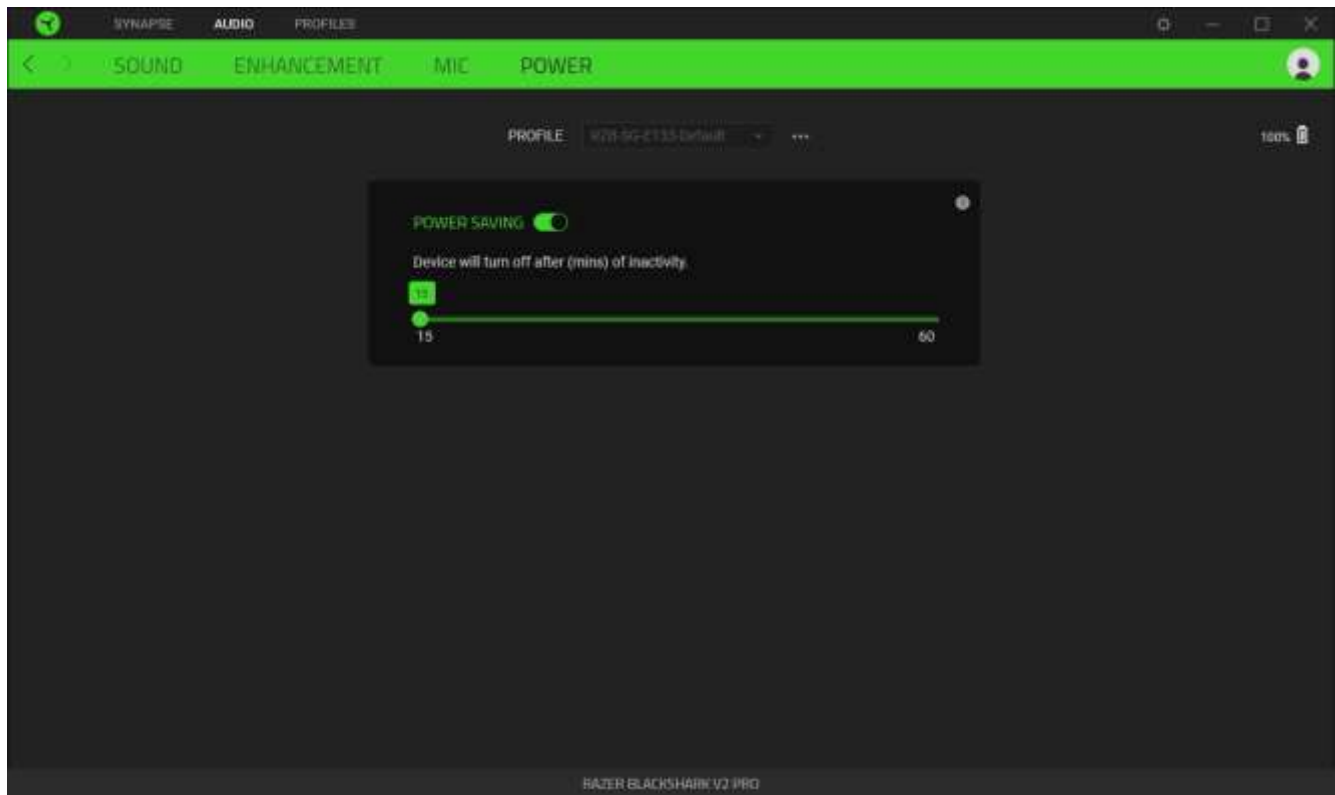 SYNAPSE AUDIO PROFILES
SOUND ENHANCEMENT MIC POWER
PROFILE
100%
POWER SAVING
Device will turn off after (mins) of inactivity.
15
15 60
RAZER BLACKSHARK V2 PRO